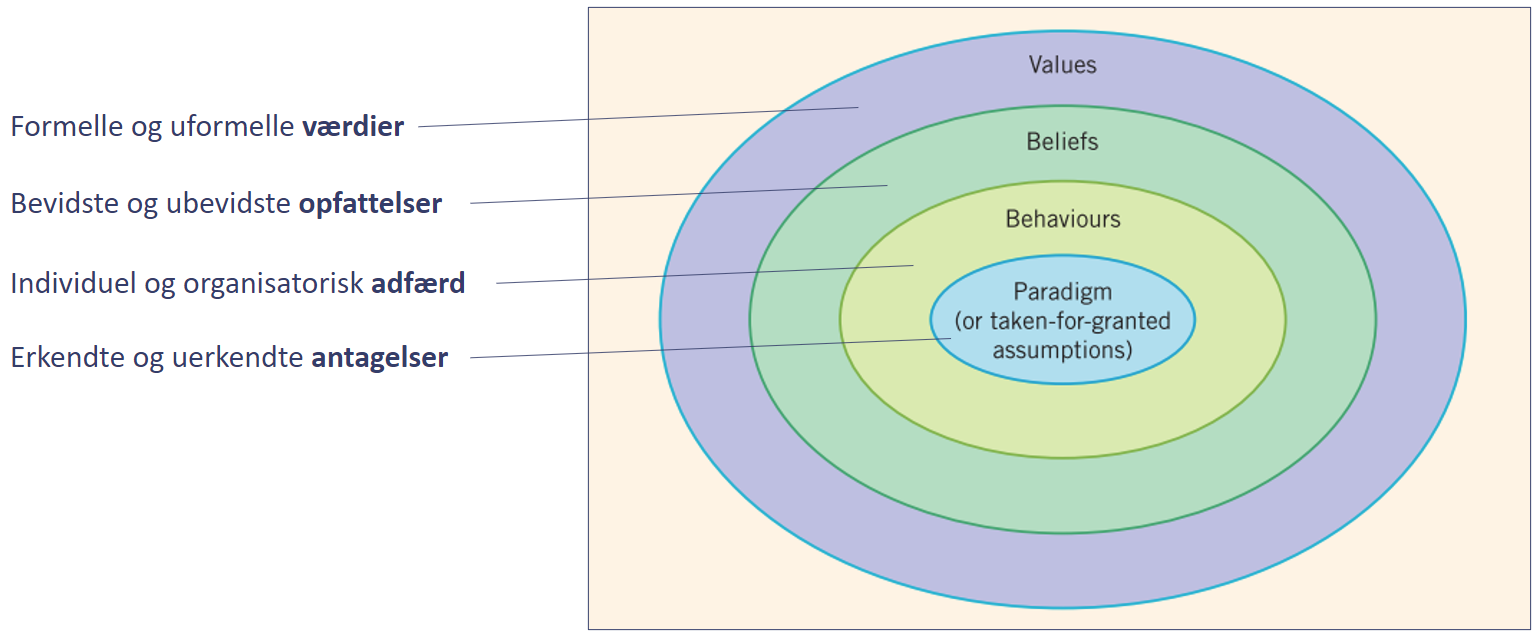 Formelle og uformelle værdier
Bevidste og ubevidste opfattelser
Individuel og organisatorisk adfærd
Erkendte og uerkendte antagelser
Values
Beliefs
Behaviours
Paradigm
(or taken-for-granted
assumptions)